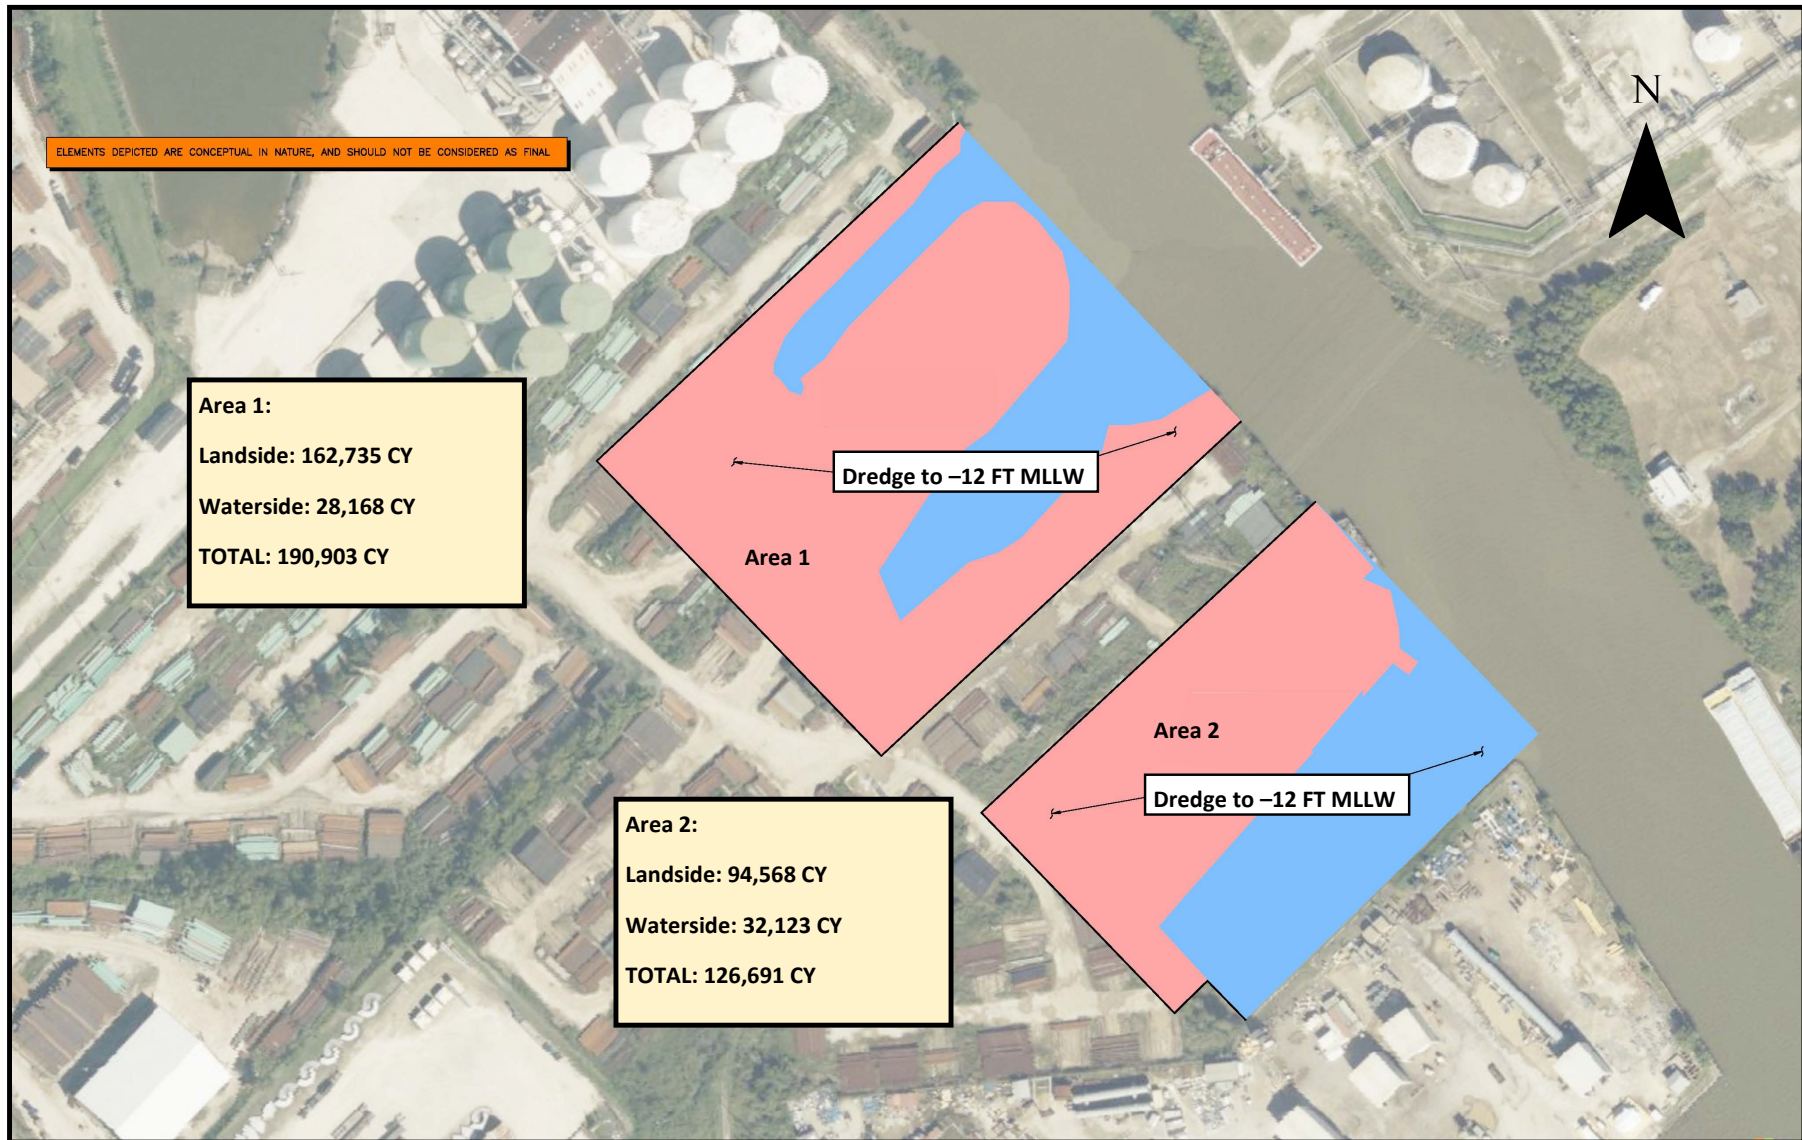 N
ELEMENTS DEPICTED ARE CONCEPTUAL IN NATURE, AND SHOULD NOT BE CONSIDERED AS FINAL
Area 1:
Landside: 162,735 CY
Waterside: 28,168 CY
TOTAL: 190,903 CY
Dredge to –12 FT MLLW
Area 1
Area 2
Dredge to –12 FT MLLW
Area 2:
Landside: 94,568 CY
Waterside: 32,123 CY
TOTAL: 126,691 CY